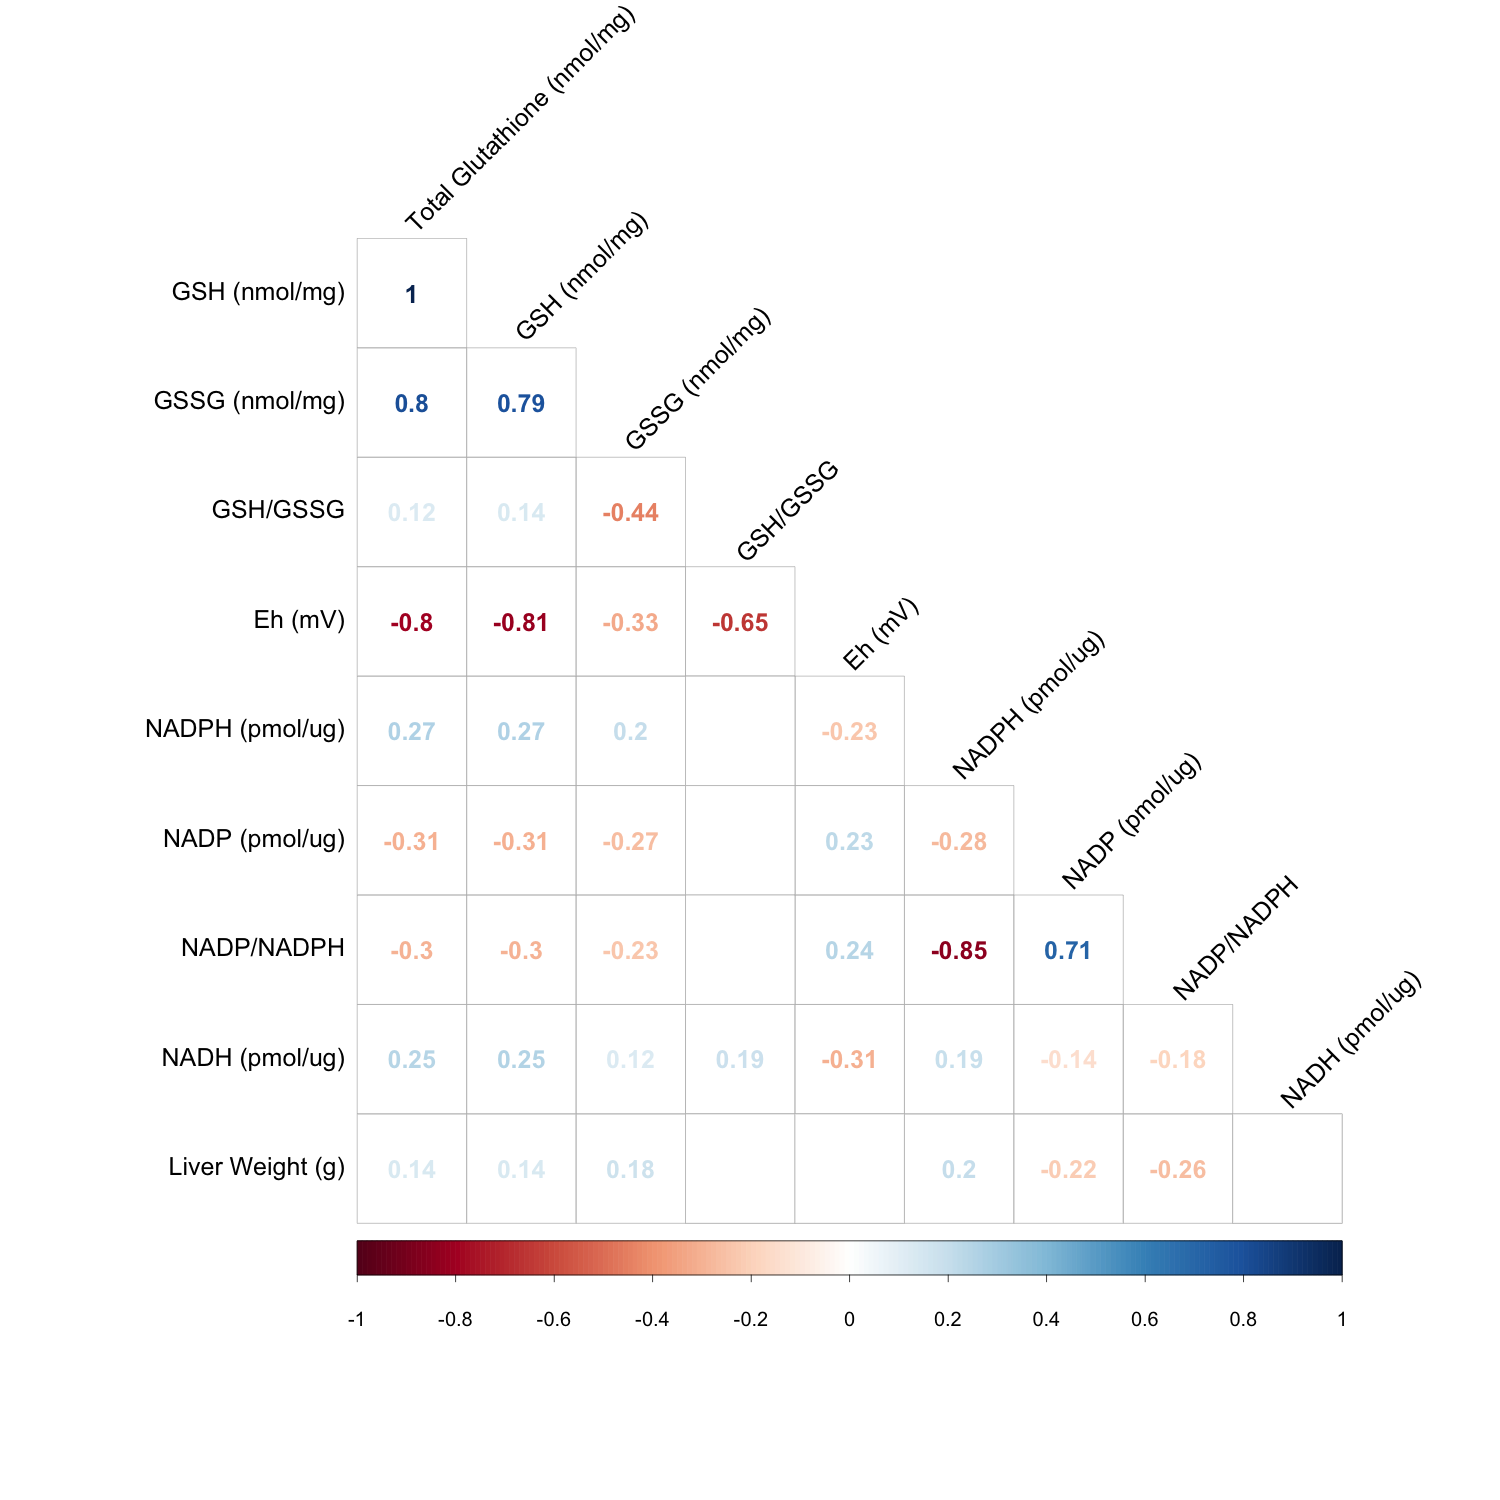 Total Glutathione (nmol/mg)
GSH (nmol/mg)
GSH (nmol/mg) 1
GSSG (nmol/mg)
GSSG (nmol/mg) 0.8 0.79
GSH/GSSG
GSH/GSSG 0.12 0.14 -0.44
Eh (mV)
Eh (mV) -0.8 -0.81 -0.33 -0.65
NADPH (pmol/ug)
NADPH (pmol/ug) 0.27 0.27 0.2 -0.23
NADP (pmol/ug)
NADP (pmol/ug) -0.31 -0.31 -0.27 0.23 -0.28
NADP/NADPH
NADP/NADPH -0.3 -0.3 -0.23 0.24 -0.85 0.71
NADH (pmol/ug)
NADH (pmol/ug) 0.25 0.25 0.12 0.19 -0.31 0.19 -0.14 -0.18
Liver Weight (g) 0.14 0.14 0.18 0.2 -0.22 -0.26
-1 -0.8 -0.6 -0.4 -0.2 0 0.2 0.4 0.6 0.8 1